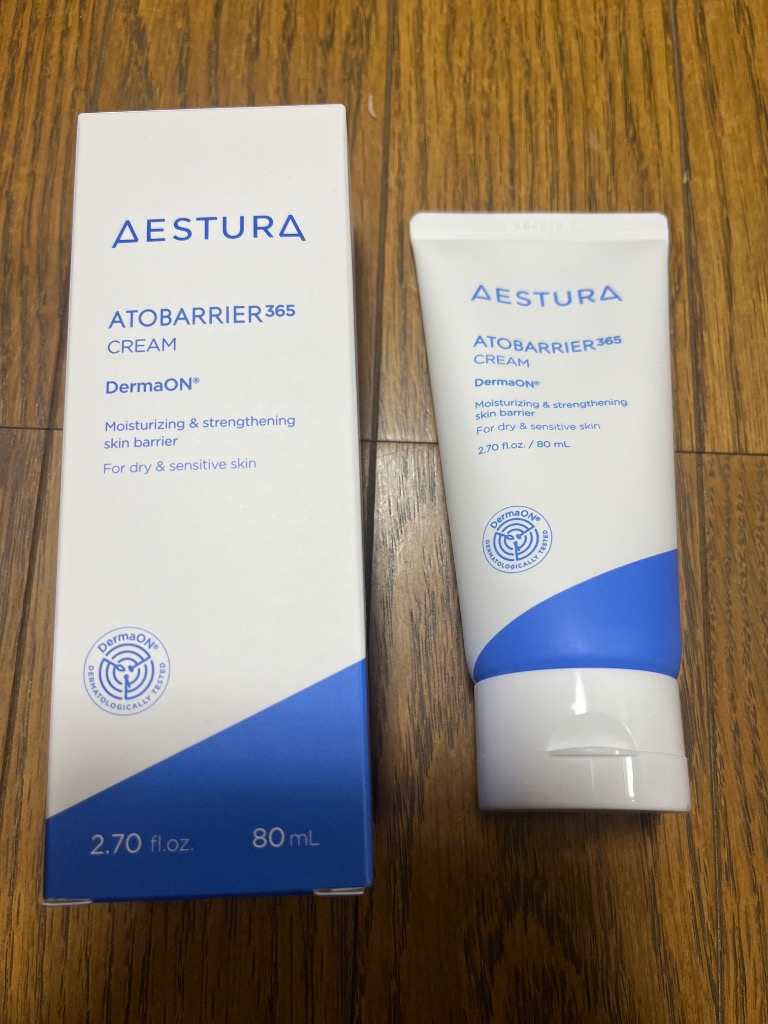 AESTURA
ATOBARRIER365
CREAM
DermaON®
Moisturizing & strengthening
skin barrier
For dry & sensitive skin
DermaON®
DERMATOLOGICALLY TESTED
2.70 fl.oz. 80 mL
AESTURA
ATOBARRIER365
CREAM
DermaON®
Moisturizing & strengthening
skin barrier
For dry & sensitive skin
2.70 fl.oz. / 80 mL
DermaON®
DERMATOLOGICALLY TESTED